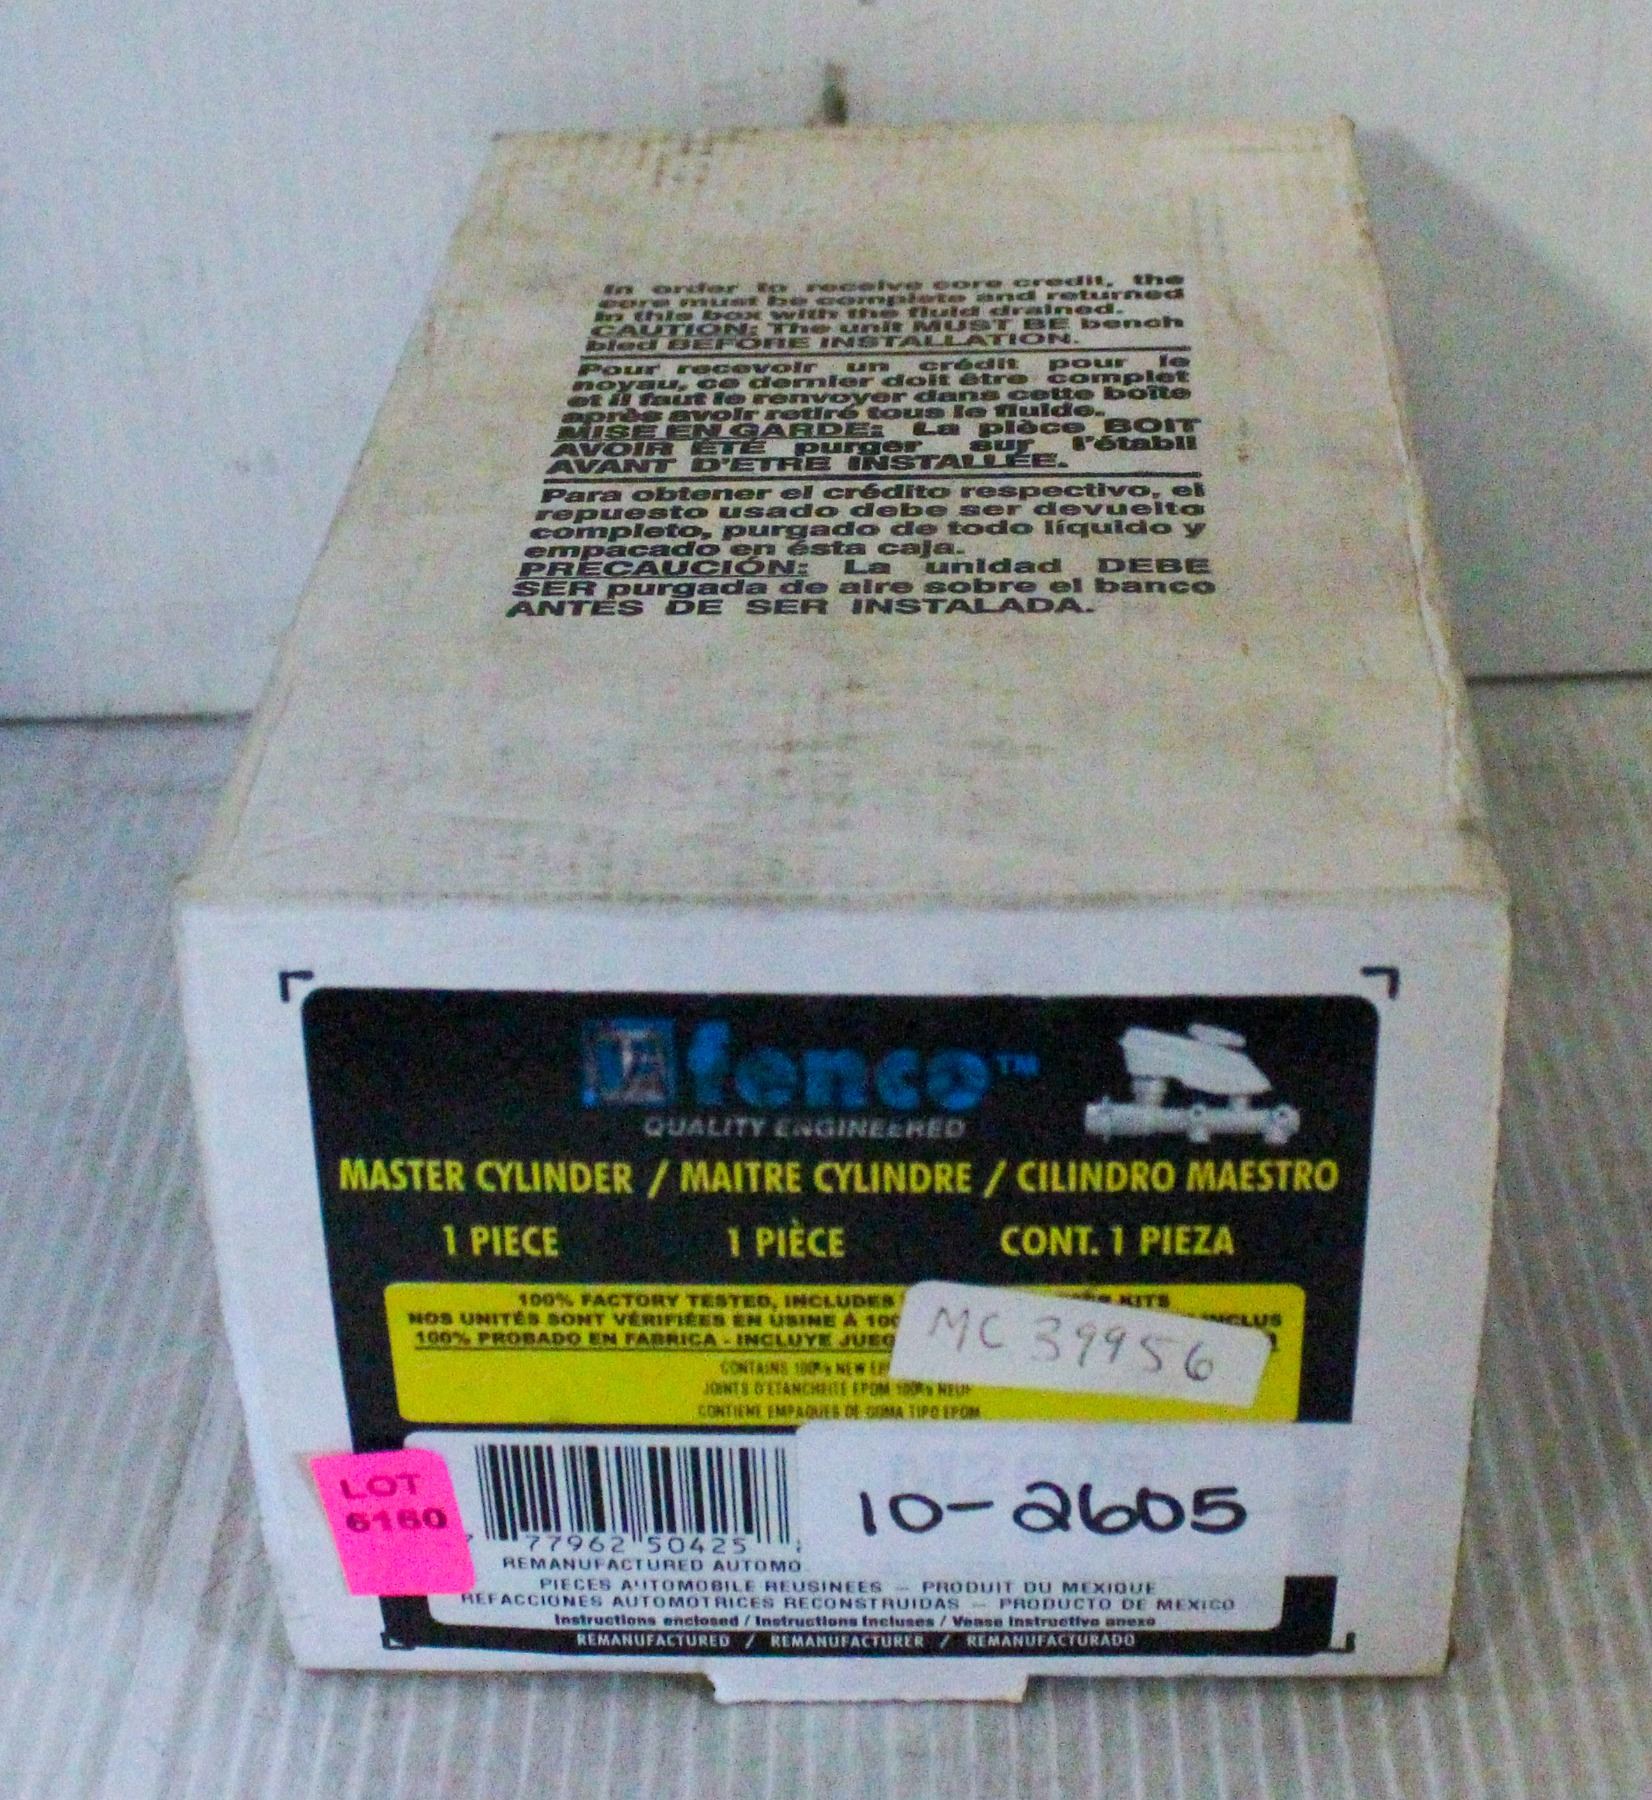 In order to receive core credit, the
core must be complete and returned
in this box with the fluid drained.
CAUTION: The unit MUST BE bench
bled BEFORE INSTALLATION.
Pour recevoir un crédit pour le
noyau, ce dernier doit être complet
et il faut le renvoyer dans cette boîte
après avoir retiré tous le fluide.
MISE EN GARDE: La pièce BOIT
AVOIR ETE purger sur l'établi
AVANT D'ETRE INSTALLÉE.
Para obtener el crédito respectivo, el
repuesto usado debe ser devuelto
completo, purgado de todo líquido y
empacado en ésta caja.
PRECAUCIÓN: La unidad DEBE
SER purgada de aire sobre el banco
ANTES DE SER INSTALADA.
fenco™
QUALITY ENGINEERED
MASTER CYLINDER / MAITRE CYLINDRE / CILINDRO MAESTRO
1 PIECE 1 PIÈCE CONT. 1 PIEZA
100% FACTORY TESTED, INCLUDES KITS
NOS UNITÉS SONT VÉRIFIÉES EN USINE À 100 INCLUS
100% PROBADO EN FABRICA - INCLUYE JUEG
MC 39956
CONTAINS 100% NEW
JOINTS D'ETANCHEITE EPDM 100% NEUF
CONTIENE EMPAQUES DE GOMA TIPO EPDM
LOT
6160
77962 50425
10-2605
REMANUFACTURED AUTOMO
PIECES AUTOMOBILE REUSINEES – PRODUIT DU MEXIQUE
REFACCIONES AUTOMOTRICES RECONSTRUIDAS – PRODUCTO DE MEXICO
Instructions enclosed / Instructions Incluses / Vease Instructivo anexo
REMANUFACTURED / REMANUFACTURER / REMANUFACTURADO